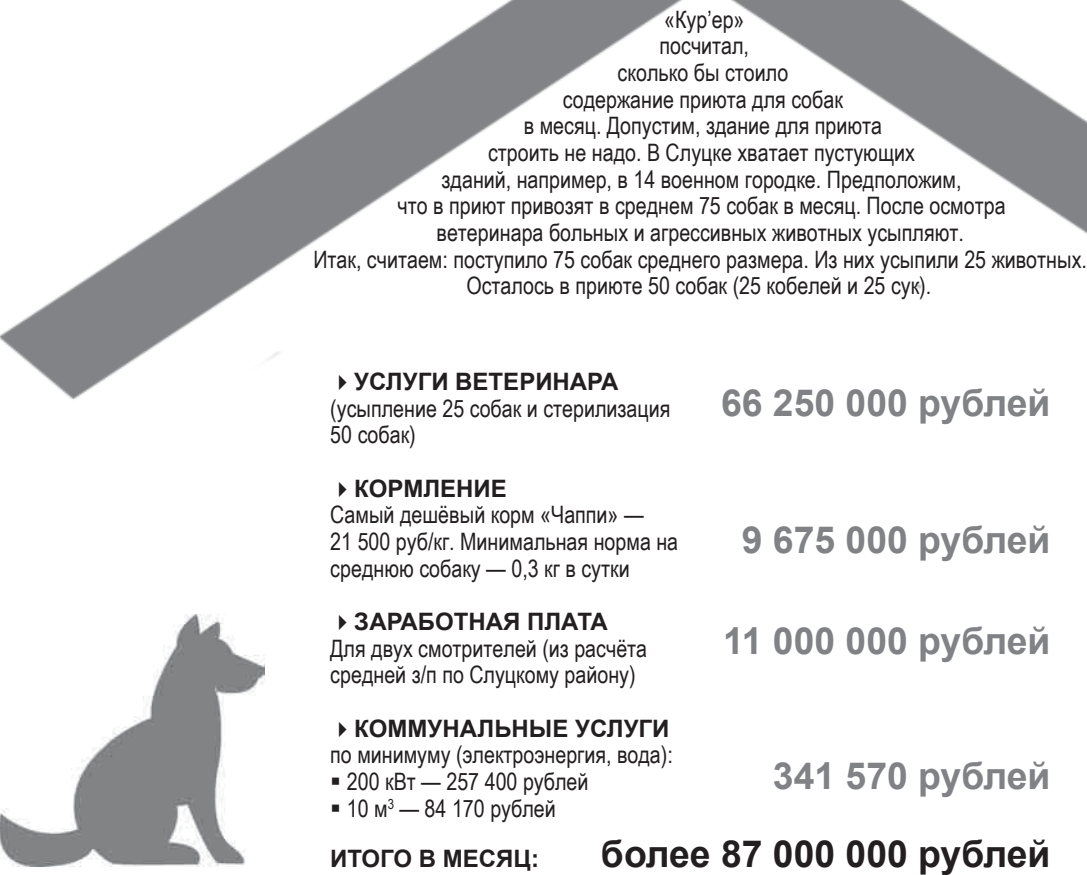 «Кур’ер»
посчитал,
сколько бы стоило
содержание приюта для собак
в месяц. Допустим, здание для приюта
строить не надо. В Слуцке хватает пустующих
зданий, например, в 14 военном городке. Предположим,
что в приют привозят в среднем 75 собак в месяц. После осмотра
ветеринара больных и агрессивных животных усыпляют.
Итак, считаем: поступило 75 собак среднего размера. Из них усыпили 25 животных.
Осталось в приюте 50 собак (25 кобелей и 25 сук).
УСЛУГИ ВЕТЕРИНАРА
(усыпление 25 собак и стерилизация
50 собак)
66 250 000 рублей
КОРМЛЕНИЕ
Самый дешёвый корм «Чаппи» —
21 500 руб/кг. Минимальная норма на
среднюю собаку — 0,3 кг в сутки
9 675 000 рублей
ЗАРАБОТНАЯ ПЛАТА
Для двух смотрителей (из расчёта
средней з/п по Слуцкому району)
11 000 000 рублей
КОММУНАЛЬНЫЕ УСЛУГИ
по минимуму (электроэнергия, вода):
▪ 200 кВт — 257 400 рублей
▪ 10 м³ — 84 170 рублей
341 570 рублей
ИТОГО В МЕСЯЦ: более 87 000 000 рублей